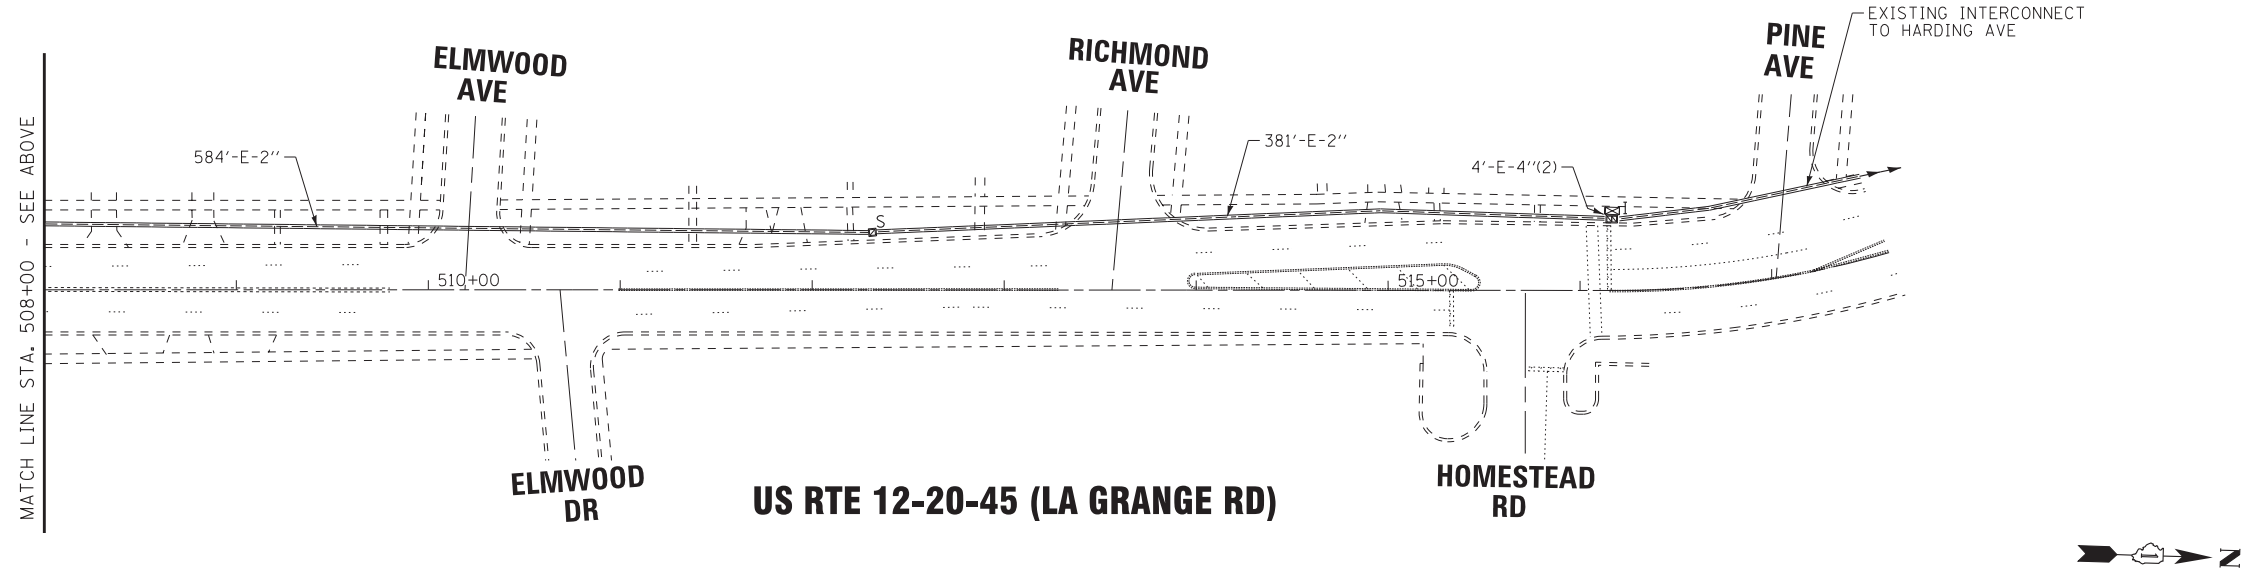 EXISTING INTERCONNECT
TO HARDING AVE
PINE
AVE
RICHMOND
AVE
ELMWOOD
AVE
MATCH LINE STA. 508+00 - SEE ABOVE
584'-E-2''
381'-E-2''
4'-E-4''(2)
S
I
510+00
515+00
ELMWOOD
DR
US RTE 12-20-45 (LA GRANGE RD)
HOMESTEAD
RD
N